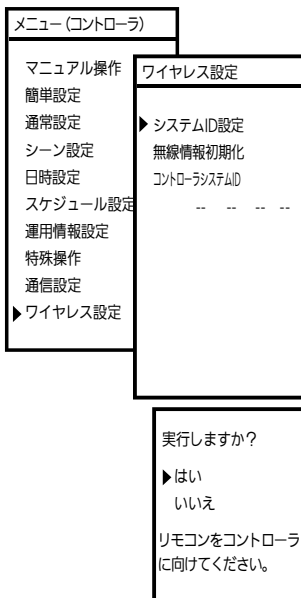 メニュー（コントローラ）
マニュアル操作
簡単設定
通常設定
シーン設定
日時設定
スケジュール設定
運用情報設定
特殊操作
通信設定
▶ワイヤレス設定
ワイヤレス設定
▶システムID設定
無線情報初期化
コントローラシステムID
-- -- -- --
実行しますか？
▶はい
いいえ
リモコンをコントローラ
に向けてください。